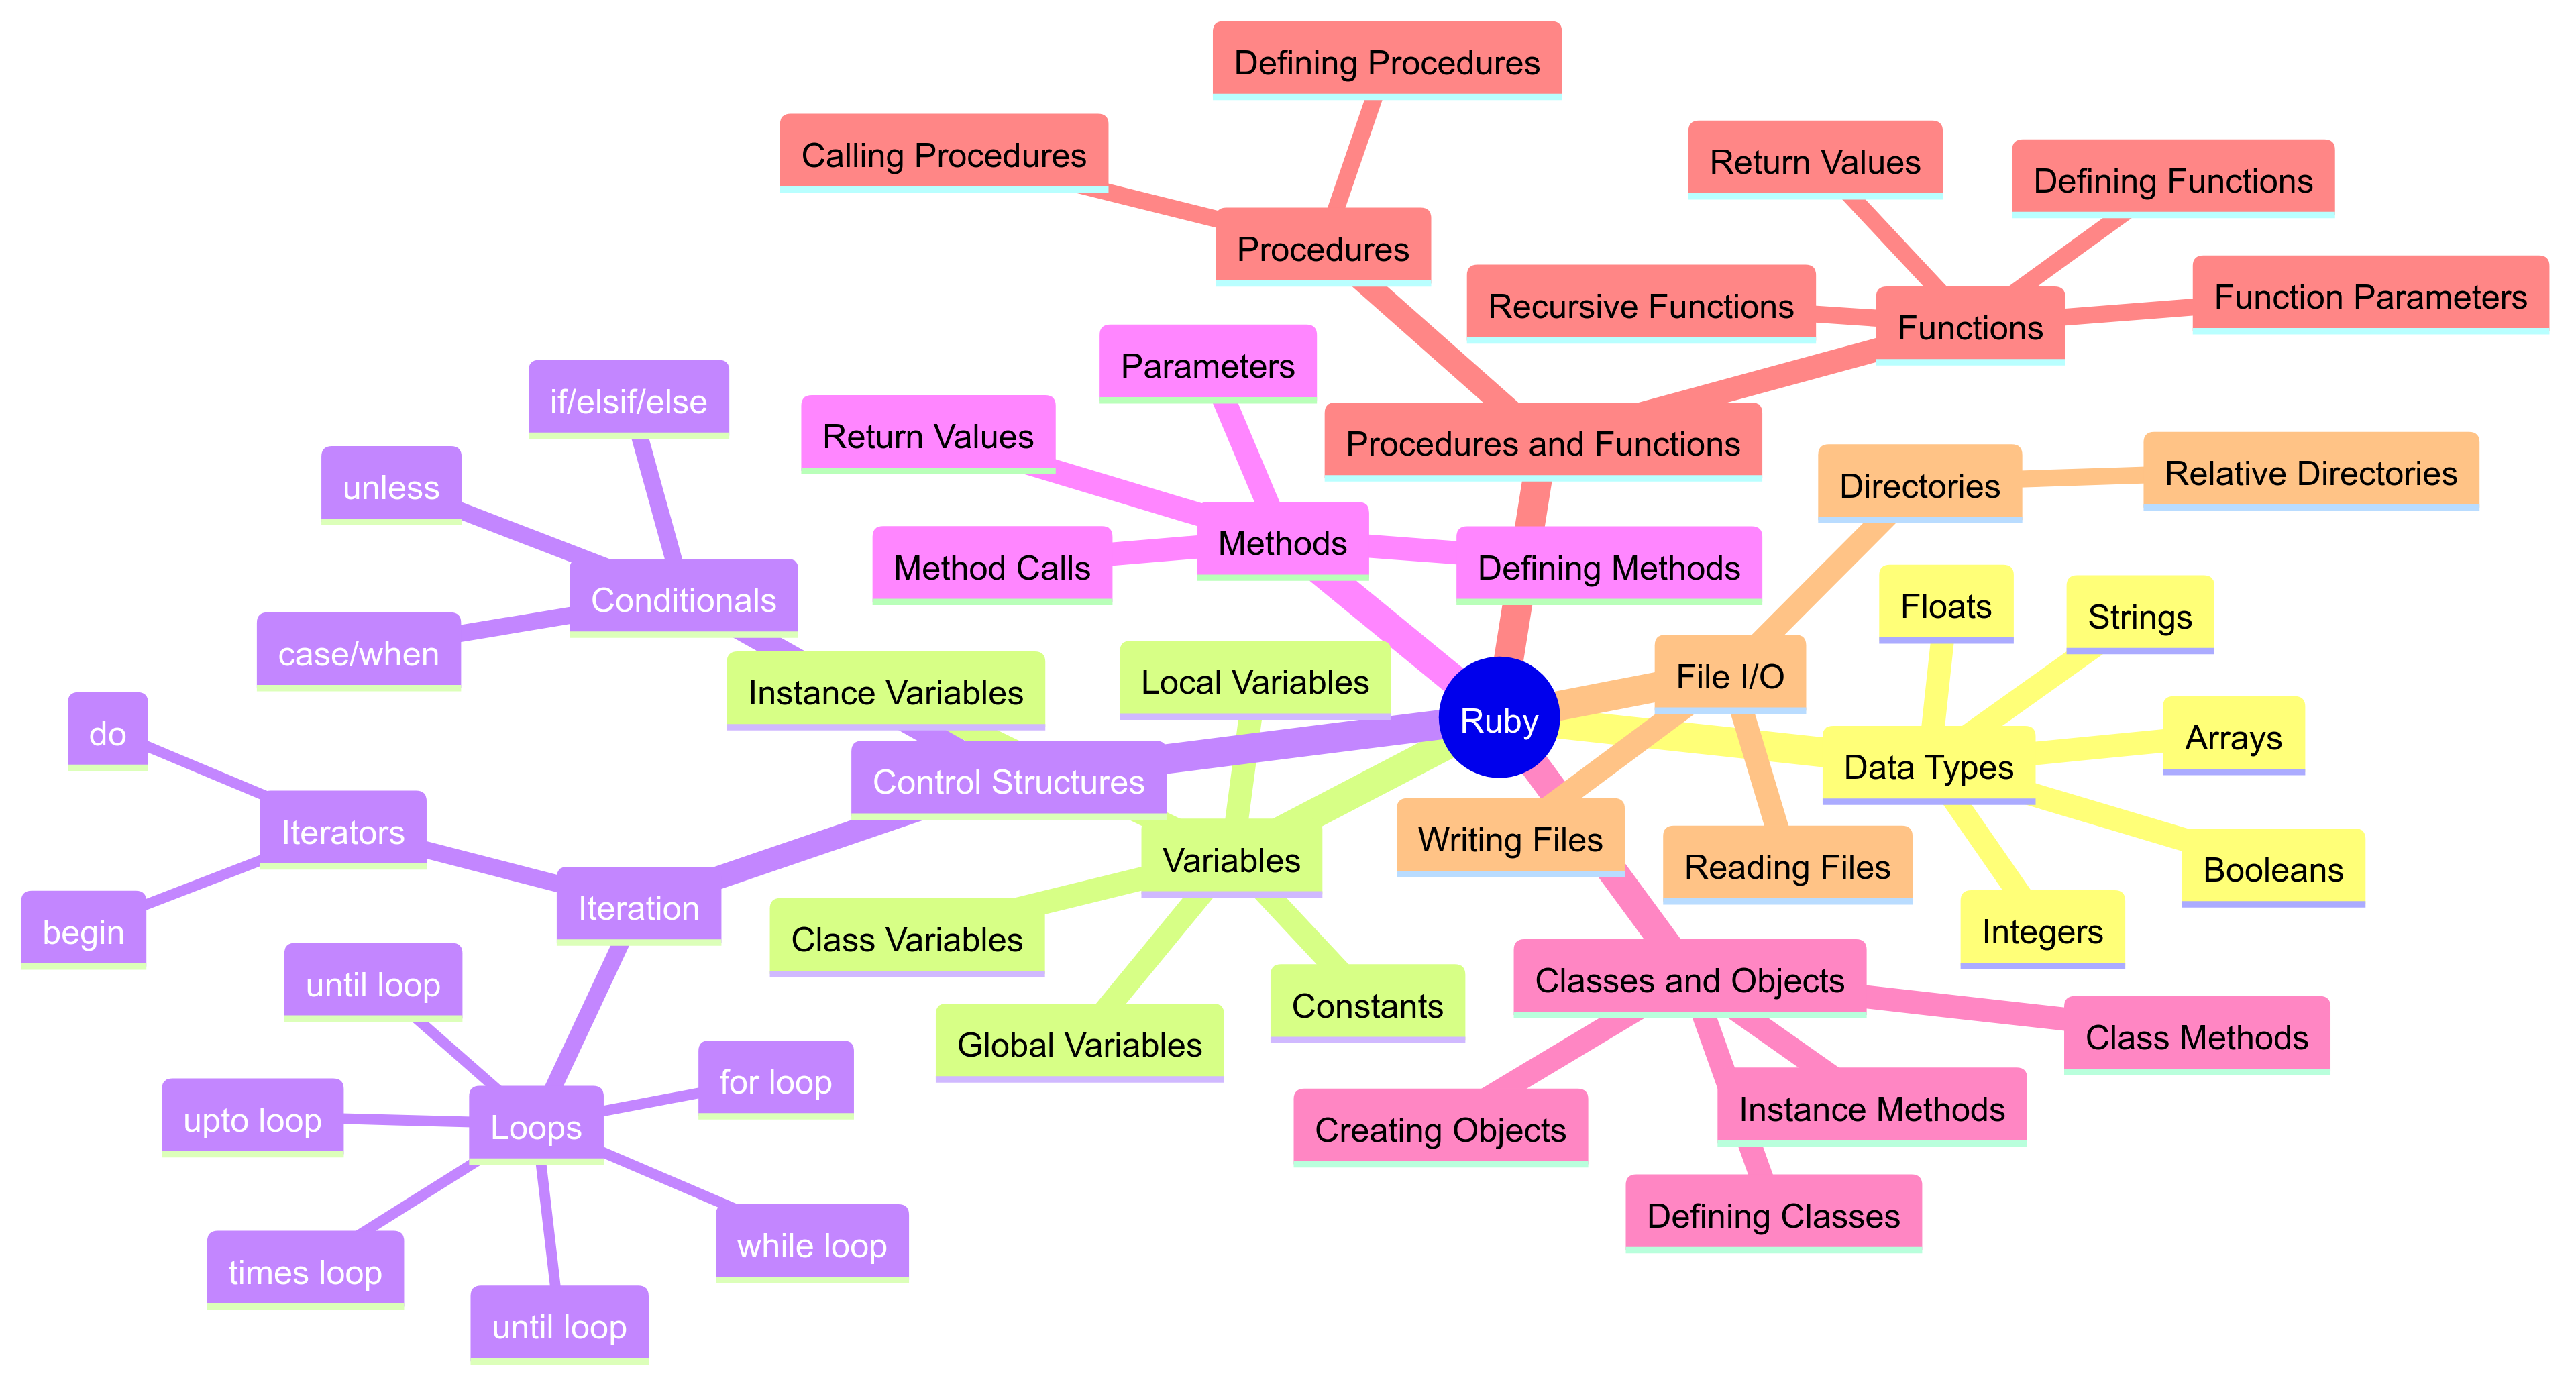 Defining Procedures
Calling Procedures
Procedures
Return Values
Defining Functions
Function Parameters
Recursive Functions
Functions
Procedures and Functions
Parameters
Return Values
Methods
Method Calls
Defining Methods
Directories
Relative Directories
File I/O
Writing Files
Reading Files
Floats
Strings
Arrays
Data Types
Booleans
Integers
Ruby
if/elsif/else
unless
Conditionals
case/when
Control Structures
do
Iterators
begin
Iteration
until loop
upto loop
Loops
for loop
times loop
while loop
until loop
Instance Variables
Local Variables
Variables
Class Variables
Global Variables
Constants
Classes and Objects
Class Methods
Creating Objects
Instance Methods
Defining Classes